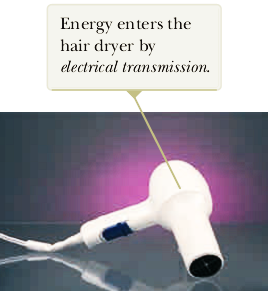 Energy enters the
hair dryer by
electrical transmission.